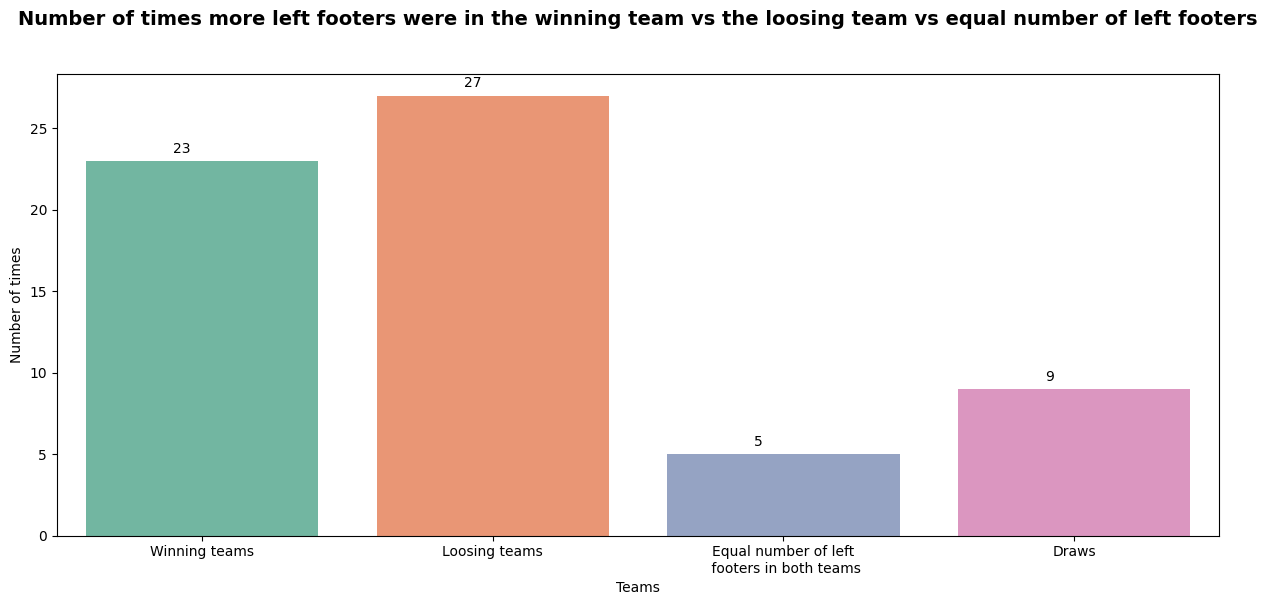 Number of times more left footers were in the winning team vs the loosing team vs equal number of left footers
27
25
23
20
Number of times
15
10
9
5
5
0
Winning teams
Loosing teams
Equal number of left
footers in both teams
Draws
Teams